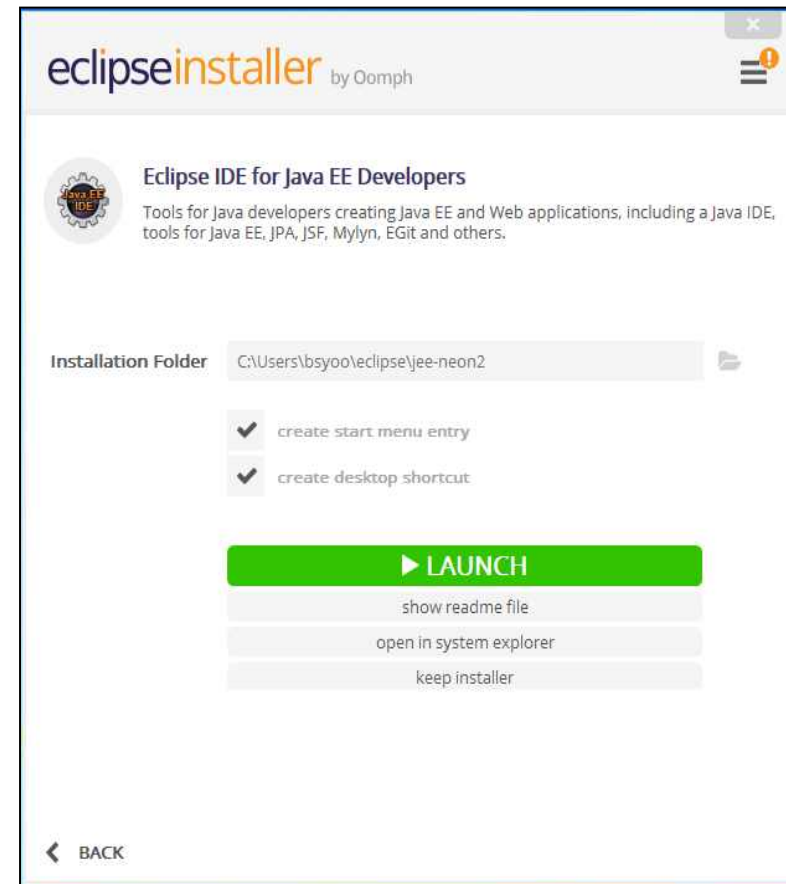 eclipseinstaller by Oomph
Java EE
IDE
Eclipse IDE for Java EE Developers
Tools for Java developers creating Java EE and Web applications, including a Java IDE,
tools for Java EE, JPA, JSF, Mylyn, EGit and others.
Installation Folder C:\Users\bsyoo\eclipse\jee-neon2
create start menu entry
create desktop shortcut
LAUNCH
show readme file
open in system explorer
keep installer
BACK